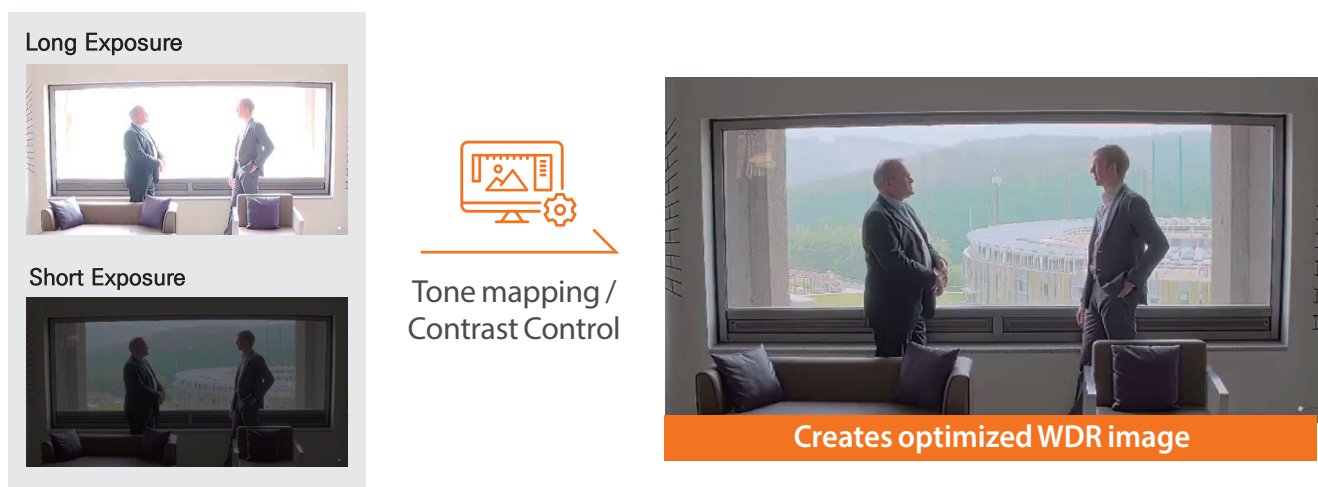 Long Exposure
Short Exposure
Tone mapping /
Contrast Control
Creates optimized WDR image